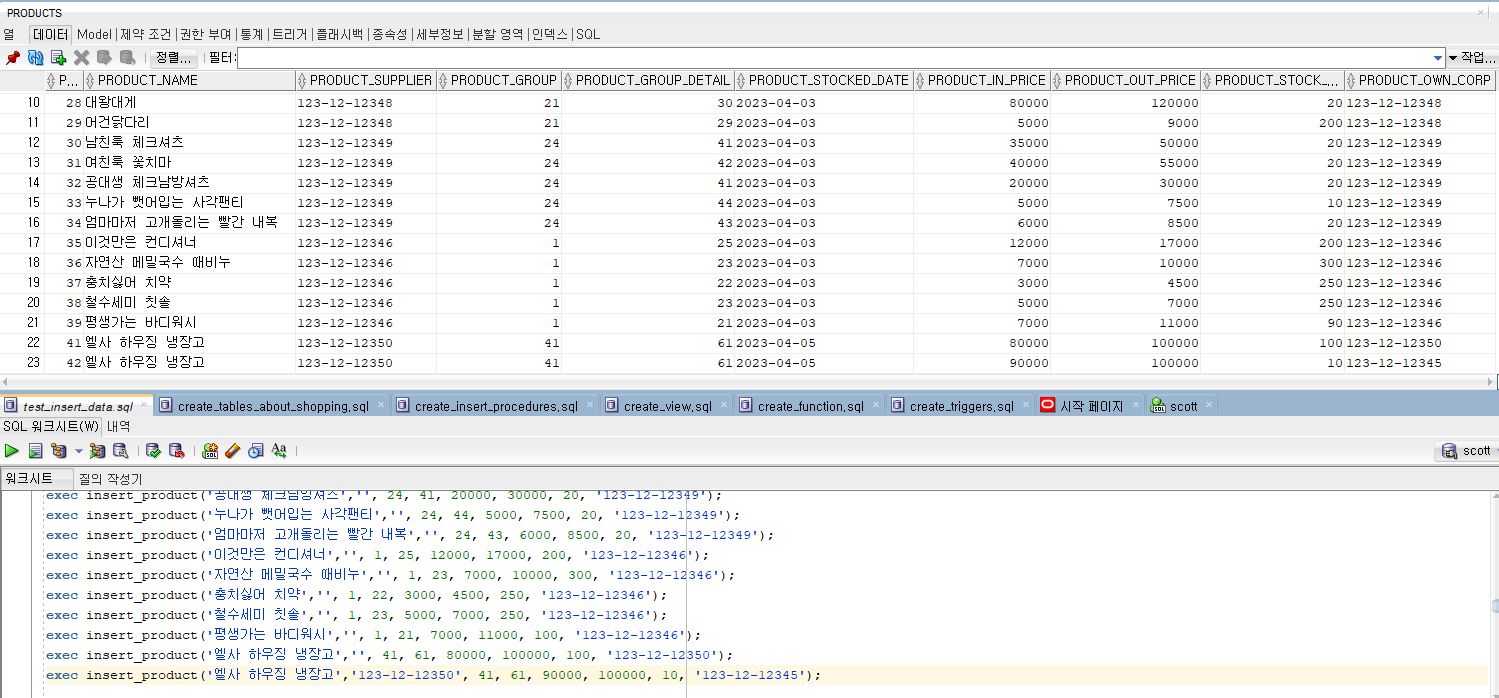 PRODUCTS
열 데이터 Model 제약 조건 권한 부여 통계 트리거 플래시백 종속성 세부정보 분할 영역 인덱스 SQL
정렬... 필터: 작업...
P... PRODUCT_NAME PRODUCT_SUPPLIER PRODUCT_GROUP PRODUCT_GROUP_DETAIL PRODUCT_STOCKED_DATE PRODUCT_IN_PRICE PRODUCT_OUT_PRICE PRODUCT_STOCK_... PRODUCT_OWN_CORP
10 28 대왕대게 123-12-12348 21 30 2023-04-03 80000 120000 20 123-12-12348
11 29 어건닭다리 123-12-12348 21 29 2023-04-03 5000 9000 200 123-12-12348
12 30 남친룩 체크셔츠 123-12-12349 24 41 2023-04-03 35000 50000 20 123-12-12349
13 31 여친룩 꽃치마 123-12-12349 24 42 2023-04-03 40000 55000 20 123-12-12349
14 32 공대생 체크남방셔츠 123-12-12349 24 41 2023-04-03 20000 30000 20 123-12-12349
15 33 누나가 뺏어입는 사각팬티 123-12-12349 24 44 2023-04-03 5000 7500 10 123-12-12349
16 34 엄마마저 고개돌리는 빨간 내복 123-12-12349 24 43 2023-04-03 6000 8500 20 123-12-12349
17 35 이것만은 컨디셔너 123-12-12346 1 25 2023-04-03 12000 17000 200 123-12-12346
18 36 자연산 메밀국수 때비누 123-12-12346 1 23 2023-04-03 7000 10000 300 123-12-12346
19 37 충치싫어 치약 123-12-12346 1 22 2023-04-03 3000 4500 250 123-12-12346
20 38 철수세미 칫솔 123-12-12346 1 23 2023-04-03 5000 7000 250 123-12-12346
21 39 평생가는 바디워시 123-12-12346 1 21 2023-04-03 7000 11000 90 123-12-12346
22 41 엘사 하우징 냉장고 123-12-12350 41 61 2023-04-05 80000 100000 100 123-12-12350
23 42 엘사 하우징 냉장고 123-12-12350 41 61 2023-04-05 90000 100000 10 123-12-12345
test_insert_data.sql create_tables_about_shopping.sql create_insert_procedures.sql create_view.sql create_function.sql create_triggers.sql 시작 페이지 scott
SQL 워크시트(W) 내역
scott
워크시트 질의 작성기
exec insert_product('공대생 체크남방셔츠','', 24, 41, 20000, 30000, 20, '123-12-12349');
exec insert_product('누나가 뺏어입는 사각팬티','', 24, 44, 5000, 7500, 20, '123-12-12349');
exec insert_product('엄마마저 고개돌리는 빨간 내복','', 24, 43, 6000, 8500, 20, '123-12-12349');
exec insert_product('이것만은 컨디셔너','', 1, 25, 12000, 17000, 200, '123-12-12346');
exec insert_product('자연산 메밀국수 때비누','', 1, 23, 7000, 10000, 300, '123-12-12346');
exec insert_product('충치싫어 치약','', 1, 22, 3000, 4500, 250, '123-12-12346');
exec insert_product('철수세미 칫솔','', 1, 23, 5000, 7000, 250, '123-12-12346');
exec insert_product('평생가는 바디워시','', 1, 21, 7000, 11000, 100, '123-12-12346');
exec insert_product('엘사 하우징 냉장고','', 41, 61, 80000, 100000, 100, '123-12-12350');
exec insert_product('엘사 하우징 냉장고','123-12-12350', 41, 61, 90000, 100000, 10, '123-12-12345');